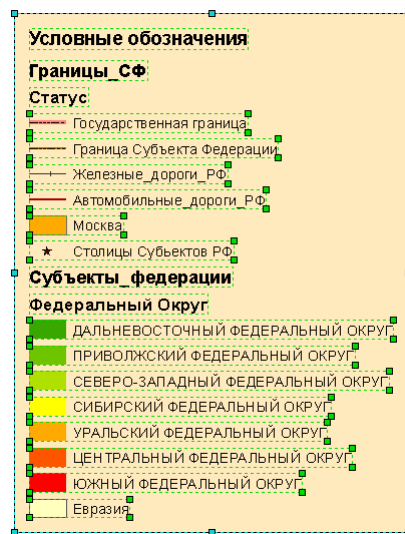 Условные обозначения
Границы_СФ
Статус
Государственная граница
Граница Субъекта Федерации
Железные_дороги_РФ
Автомобильные_дороги_РФ
Москва
Столицы Субьектов РФ
Субъекты_федерации
Федеральный Округ
ДАЛЬНЕВОСТОЧНЫЙ ФЕДЕРАЛЬНЫЙ ОКРУГ
ПРИВОЛЖСКИЙ ФЕДЕРАЛЬНЫЙ ОКРУГ
СЕВЕРО-ЗАПАДНЫЙ ФЕДЕРАЛЬНЫЙ ОКРУГ
СИБИРСКИЙ ФЕДЕРАЛЬНЫЙ ОКРУГ
УРАЛЬСКИЙ ФЕДЕРАЛЬНЫЙ ОКРУГ
ЦЕНТРАЛЬНЫЙ ФЕДЕРАЛЬНЫЙ ОКРУГ
ЮЖНЫЙ ФЕДЕРАЛЬНЫЙ ОКРУГ
Евразия